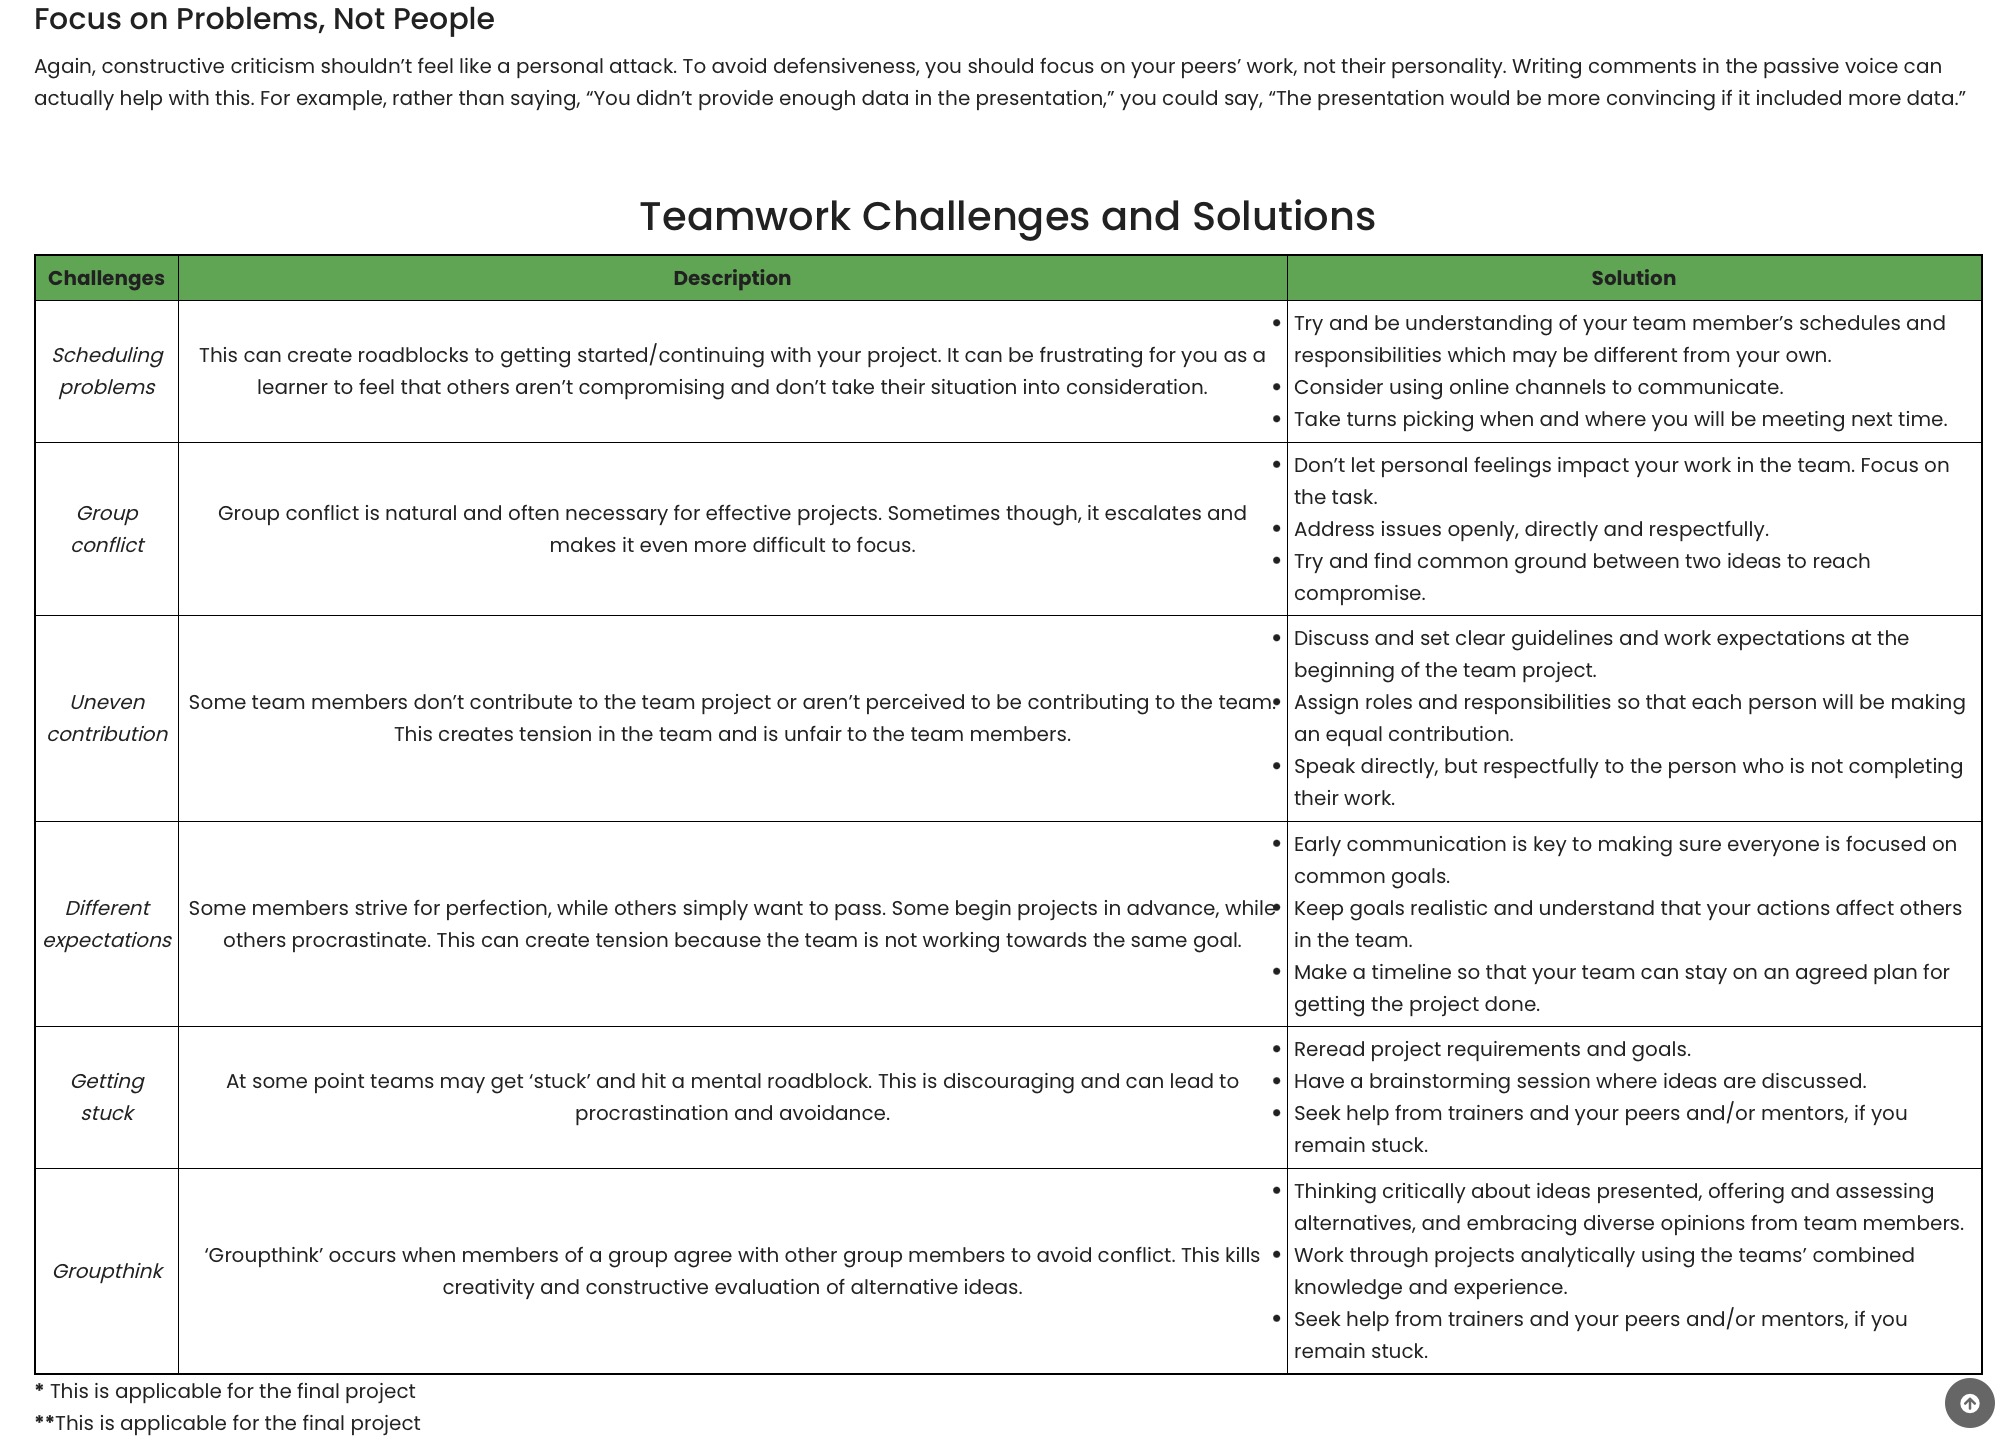 Focus on Problems, Not People
Again, constructive criticism shouldn’t feel like a personal attack. To avoid defensiveness, you should focus on your peers’ work, not their personality. Writing comments in the passive voice can
actually help with this. For example, rather than saying, “You didn’t provide enough data in the presentation,” you could say, “The presentation would be more convincing if it included more data.”
Teamwork Challenges and Solutions
Challenges
Description
Solution
Scheduling
problems
This can create roadblocks to getting started/continuing with your project. It can be frustrating for you as a
learner to feel that others aren’t compromising and don’t take their situation into consideration.
• Try and be understanding of your team member’s schedules and
responsibilities which may be different from your own.
• Consider using online channels to communicate.
• Take turns picking when and where you will be meeting next time.
Group
conflict
Group conflict is natural and often necessary for effective projects. Sometimes though, it escalates and
makes it even more difficult to focus.
• Don’t let personal feelings impact your work in the team. Focus on
the task.
• Address issues openly, directly and respectfully.
• Try and find common ground between two ideas to reach
compromise.
Uneven
contribution
Some team members don’t contribute to the team project or aren’t perceived to be contributing to the team.
This creates tension in the team and is unfair to the team members.
• Discuss and set clear guidelines and work expectations at the
beginning of the team project.
• Assign roles and responsibilities so that each person will be making
an equal contribution.
• Speak directly, but respectfully to the person who is not completing
their work.
Different
expectations
Some members strive for perfection, while others simply want to pass. Some begin projects in advance, while
others procrastinate. This can create tension because the team is not working towards the same goal.
• Early communication is key to making sure everyone is focused on
common goals.
• Keep goals realistic and understand that your actions affect others
in the team.
• Make a timeline so that your team can stay on an agreed plan for
getting the project done.
Getting
stuck
At some point teams may get ‘stuck’ and hit a mental roadblock. This is discouraging and can lead to
procrastination and avoidance.
• Reread project requirements and goals.
• Have a brainstorming session where ideas are discussed.
• Seek help from trainers and your peers and/or mentors, if you
remain stuck.
Groupthink
‘Groupthink’ occurs when members of a group agree with other group members to avoid conflict. This kills
creativity and constructive evaluation of alternative ideas.
• Thinking critically about ideas presented, offering and assessing
alternatives, and embracing diverse opinions from team members.
• Work through projects analytically using the teams’ combined
knowledge and experience.
• Seek help from trainers and your peers and/or mentors, if you
remain stuck.
* This is applicable for the final project
**This is applicable for the final project